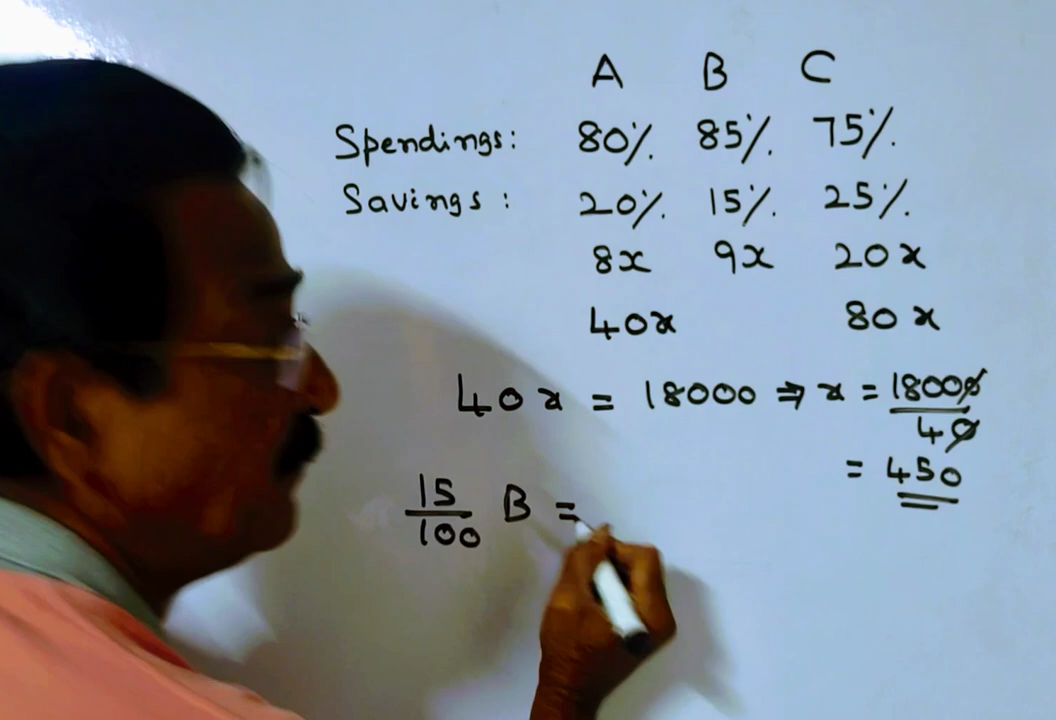 A B C
Spendings: 80% 85% 75%
Savings: 20% 15% 25%
8x 9x 20x
40x 80x
40x = 18000 ⇒ x = 18000/40
= 450
15/100 B =